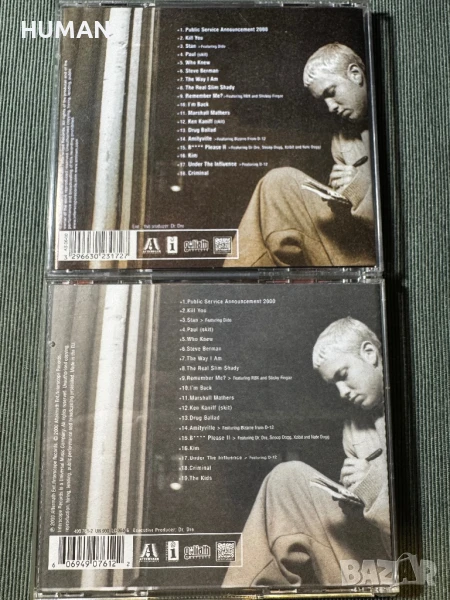 HUMAN
1. Public Service Announcement 2000
2. Kill You
3. Stan > Featuring Dido
4. Paul (skit)
5. Who Knew
6. Steve Berman
7. The Way I Am
8. The Real Slim Shady
9. Remember Me? > Featuring RBX and Sticky Fingaz
10. I'm Back
11. Marshall Mathers
12. Ken Kaniff (skit)
13. Drug Ballad
14. Amityville > Featuring Bizarre from D-12
15. B**** Please II > Featuring Dr. Dre, Snoop Dogg, Xzibit and Nate Dogg
16. Kim
17. Under The Influence > Featuring D-12
18. Criminal
Dr. Dre
296630 231727
1. Public Service Announcement 2000
2. Kill You
3. Stan > Featuring Dido
4. Paul (skit)
5. Who Knew
6. Steve Berman
7. The Way I Am
8. The Real Slim Shady
9. Remember Me? > Featuring RBX and Sticky Fingaz
10. I'm Back
11. Marshall Mathers
12. Ken Kaniff (skit)
13. Drug Ballad
14. Amityville > Featuring Bizarre from D-12
15. B**** Please II > Featuring Dr. Dre, Snoop Dogg, Xzibit and Nate Dogg
16. Kim
17. Under The Influence > Featuring D-12
18. Criminal
19. The Kids
Executive Producer: Dr. Dre
6 06949 07612 2
BAZAR